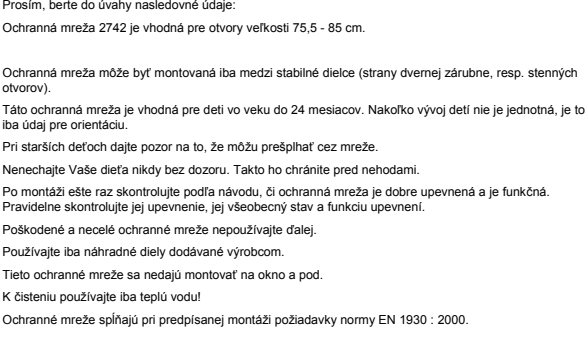 Prosím, berte do úvahy nasledovné údaje:
Ochranná mreža 2742 je vhodná pre otvory veľkosti 75,5 - 85 cm.
Ochranná mreža môže byť montovaná iba medzi stabilné dielce (strany dvernej zárubne, resp. stenných
otvorov).
Táto ochranná mreža je vhodná pre deti vo veku do 24 mesiacov. Nakoľko vývoj detí nie je jednotná, je to
iba údaj pre orientáciu.
Pri starších deťoch dajte pozor na to, že môžu prešplhať cez mreže.
Nenechajte Vaše dieťa nikdy bez dozoru. Takto ho chránite pred nehodami.
Po montáži ešte raz skontrolujte podľa návodu, či ochranná mreža je dobre upevnená a je funkčná.
Pravidelne skontrolujte jej upevnenie, jej všeobecný stav a funkciu upevnení.
Poškodené a necelé ochranné mreže nepoužívajte ďalej.
Používajte iba náhradné diely dodávané výrobcom.
Tieto ochranné mreže sa nedajú montovať na okno a pod.
K čisteniu používajte iba teplú vodu!
Ochranné mreže spĺňajú pri predpísanej montáži požiadavky normy EN 1930 : 2000.